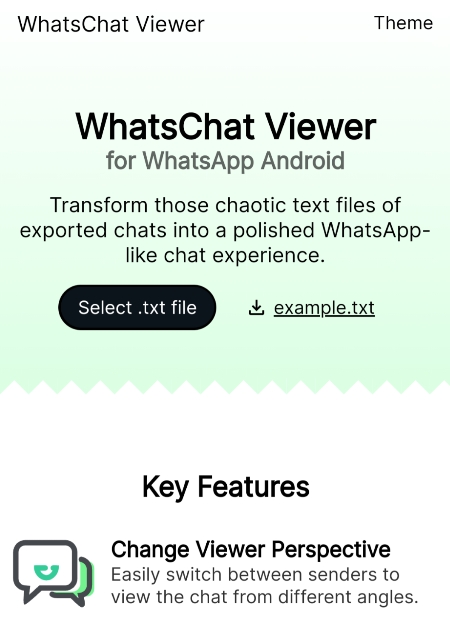 WhatsChat Viewer
Theme
WhatsChat Viewer
for WhatsApp Android
Transform those chaotic text files of
exported chats into a polished WhatsApp-
like chat experience.
Select .txt file
example.txt
Key Features
Change Viewer Perspective
Easily switch between senders to
view the chat from different angles.